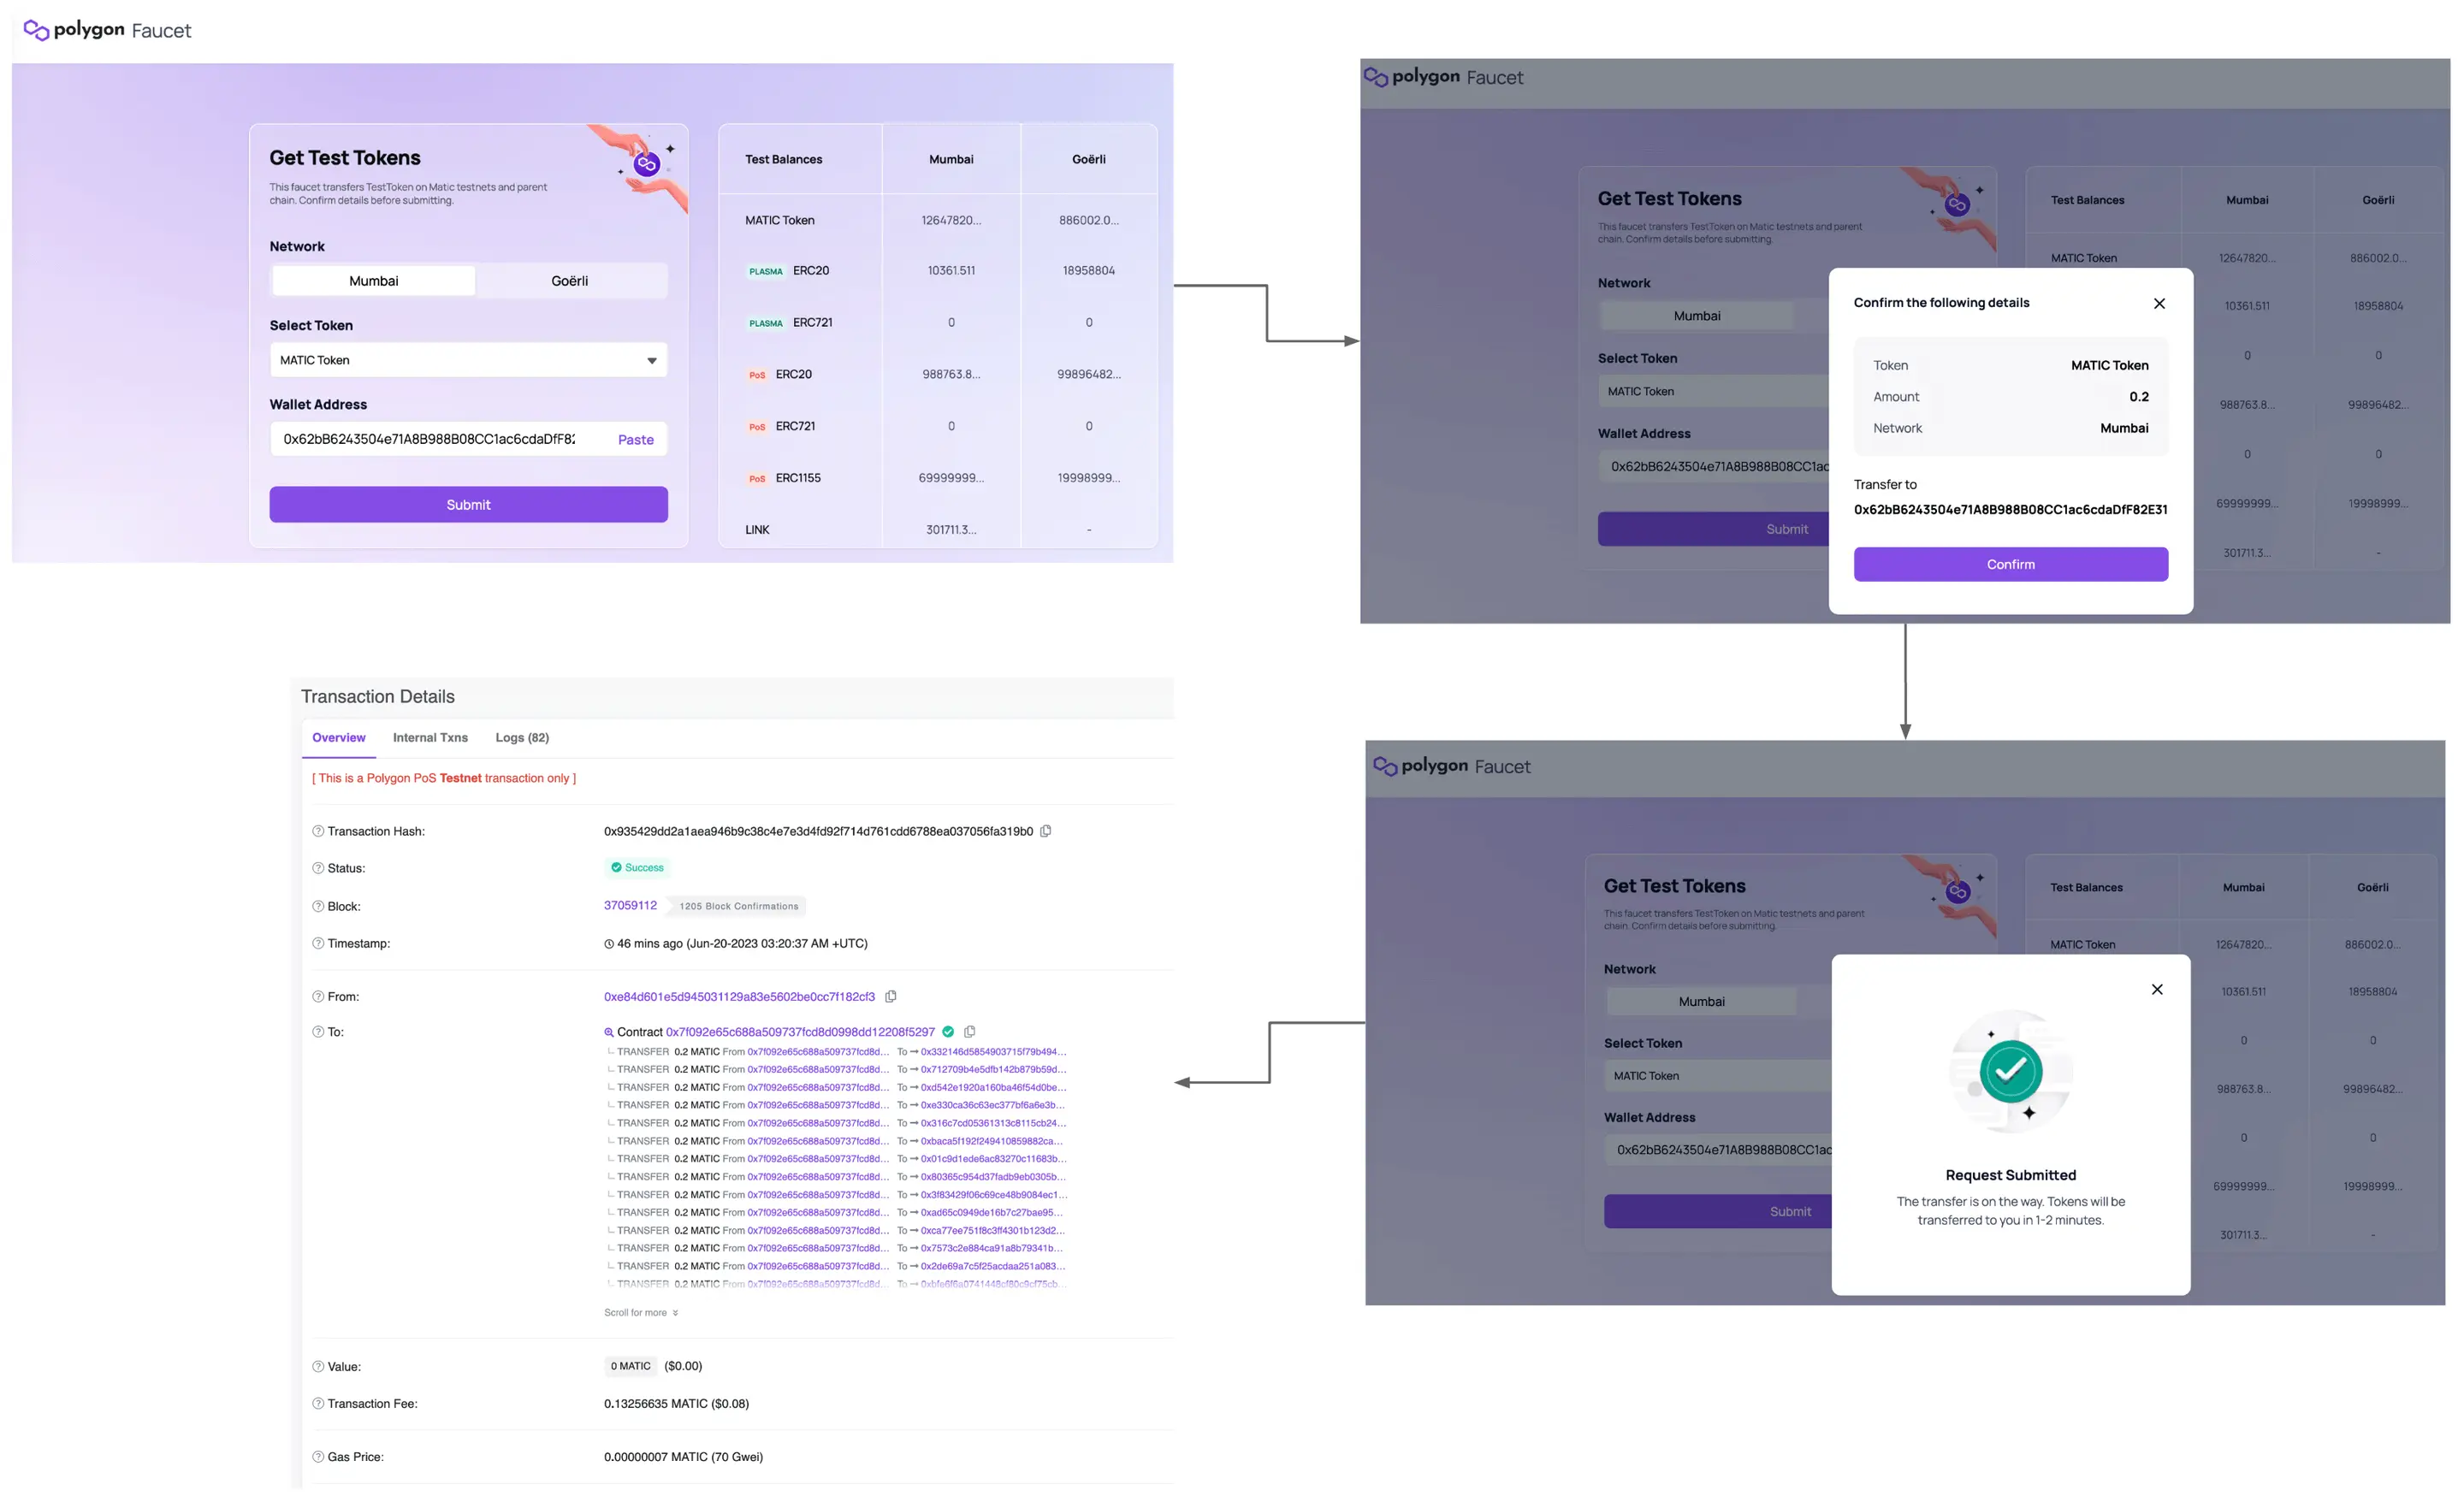 polygon Faucet
Get Test Tokens
This faucet transfers TestToken on Matic testnets and parent
chain. Confirm details before submitting.
Network
Mumbai Goërli
Select Token
MATIC Token
Wallet Address
0x62bB6243504e71A8B988B08CC1ac6cdaDfF82 Paste
Submit
Test Balances Mumbai Goërli
MATIC Token 12647820... 886002.0...
PLASMA ERC20 10361.511 18958804
PLASMA ERC721 0 0
PoS ERC20 988763.8... 99896482...
PoS ERC721 0 0
PoS ERC1155 69999999... 19998999...
LINK 301711.3... -
polygon Faucet
Get Test Tokens
This faucet transfers TestToken on Matic testnets and parent
chain. Confirm details before submitting.
Network
Mumbai
Select Token
MATIC Token
Wallet Address
0x62bB6243504e71A8B988B08CC1ac
Submit
Test Balances Mumbai Goërli
MATIC Token 12647820... 886002.0...
10361.511 18958804
0 0
988763.8... 99896482...
0 0
69999999... 19998999...
301711.3... -
Confirm the following details
Token MATIC Token
Amount 0.2
Network Mumbai
Transfer to
0x62bB6243504e71A8B988B08CC1ac6cdaDfF82E31
Confirm
polygon Faucet
Get Test Tokens
This faucet transfers TestToken on Matic testnets and parent
chain. Confirm details before submitting.
Network
Mumbai
Select Token
MATIC Token
Wallet Address
0x62bB6243504e71A8B988B08CC1ac
Submit
Test Balances Mumbai Goërli
MATIC Token 12647820... 886002.0...
10361.511 18958804
0 0
988763.8... 99896482...
0 0
69999999... 19998999...
301711.3... -
Request Submitted
The transfer is on the way. Tokens will be
transferred to you in 1-2 minutes.
Transaction Details
Overview Internal Txns Logs (82)
[ This is a Polygon PoS Testnet transaction only ]
Transaction Hash: 0x935429dd2a1aea946b9c38c4e7e3d4fd92f714d761cdd6788ea037056fa319b0
Status: Success
Block: 37059112 1205 Block Confirmations
Timestamp: 46 mins ago (Jun-20-2023 03:20:37 AM +UTC)
From: 0xe84d601e5d945031129a83e5602be0cc7f182cf3
To: Contract 0x7f092e65c688a509737fcd8d0998dd12208f5297
TRANSFER 0.2 MATIC From 0x7f092e65c688a509737fcd8d... To → 0x332146d5854903715f79b494...
TRANSFER 0.2 MATIC From 0x7f092e65c688a509737fcd8d... To → 0x712709b4e5dfb142b879b59d...
TRANSFER 0.2 MATIC From 0x7f092e65c688a509737fcd8d... To → 0xd542e1920a160ba46f54d0be...
TRANSFER 0.2 MATIC From 0x7f092e65c688a509737fcd8d... To → 0xe330ca36c63ec377bf6a6e3b...
TRANSFER 0.2 MATIC From 0x7f092e65c688a509737fcd8d... To → 0x316c7cd05361313c8115cb24...
TRANSFER 0.2 MATIC From 0x7f092e65c688a509737fcd8d... To → 0xbaca5f192f249410859882ca...
TRANSFER 0.2 MATIC From 0x7f092e65c688a509737fcd8d... To → 0x01c9d1ede6ac83270c11683b...
TRANSFER 0.2 MATIC From 0x7f092e65c688a509737fcd8d... To → 0x80365c954d37fadb9eb0305b...
TRANSFER 0.2 MATIC From 0x7f092e65c688a509737fcd8d... To → 0x3f83429f06c69ce48b9084ec1...
TRANSFER 0.2 MATIC From 0x7f092e65c688a509737fcd8d... To → 0xad65c0949de16b7c27bae95...
TRANSFER 0.2 MATIC From 0x7f092e65c688a509737fcd8d... To → 0xca77ee751f8c3ff4301b123d2...
TRANSFER 0.2 MATIC From 0x7f092e65c688a509737fcd8d... To → 0x7573c2e884ca91a8b79341b...
TRANSFER 0.2 MATIC From 0x7f092e65c688a509737fcd8d... To → 0x2de69a7c5f25acdaa251a083...
TRANSFER 0.2 MATIC From 0x7f092e65c688a509737fcd8d... To → 0xbfe6f6a0741448cf80c9cf75cb...
Scroll for more
Value: 0 MATIC ($0.00)
Transaction Fee: 0.13256635 MATIC ($0.08)
Gas Price: 0.00000007 MATIC (70 Gwei)